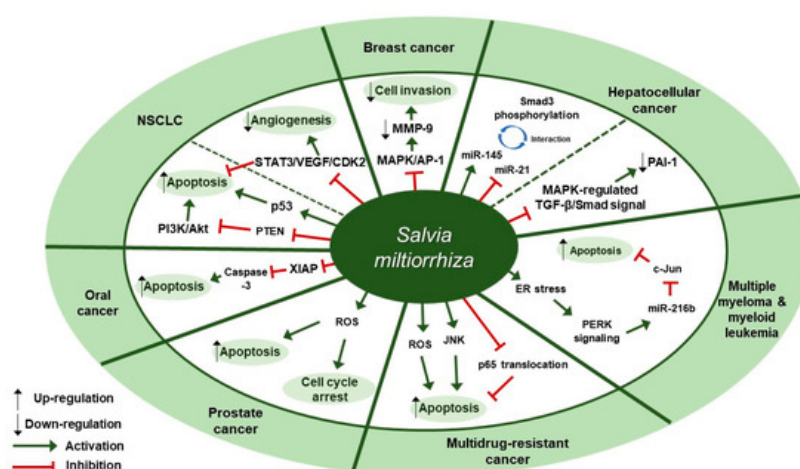 Breast cancer
Hepatocellular
cancer
NSCLC
Oral
cancer
Prostate
cancer
Multidrug-resistant
cancer
Multiple
myeloma &
myeloid
leukemia
Salvia
miltiorrhiza
Cell invasion
MMP-9
MAPK/AP-1
Smad3
phosphorylation
Interaction
miR-145
miR-21
PAI-1
MAPK-regulated
TGF-β/Smad signal
Angiogenesis
STAT3/VEGF/CDK2
Apoptosis
p53
PI3K/Akt
PTEN
Apoptosis
Caspase
-3
XIAP
ROS
Apoptosis
Cell cycle
arrest
ROS
JNK
p65 translocation
Apoptosis
Apoptosis
c-Jun
ER stress
miR-216b
PERK
signaling
Up-regulation
Down-regulation
Activation
Inhibition